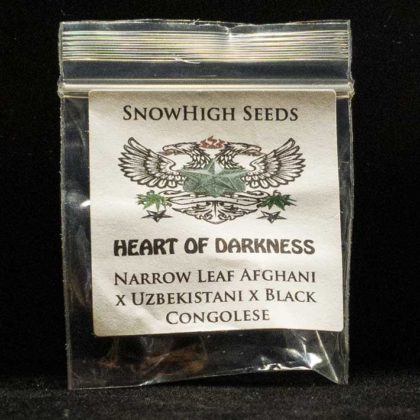 SnowHigh Seeds
HEART OF DARKNESS
Narrow Leaf Afghani
x Uzbekistani x Black
Congolese